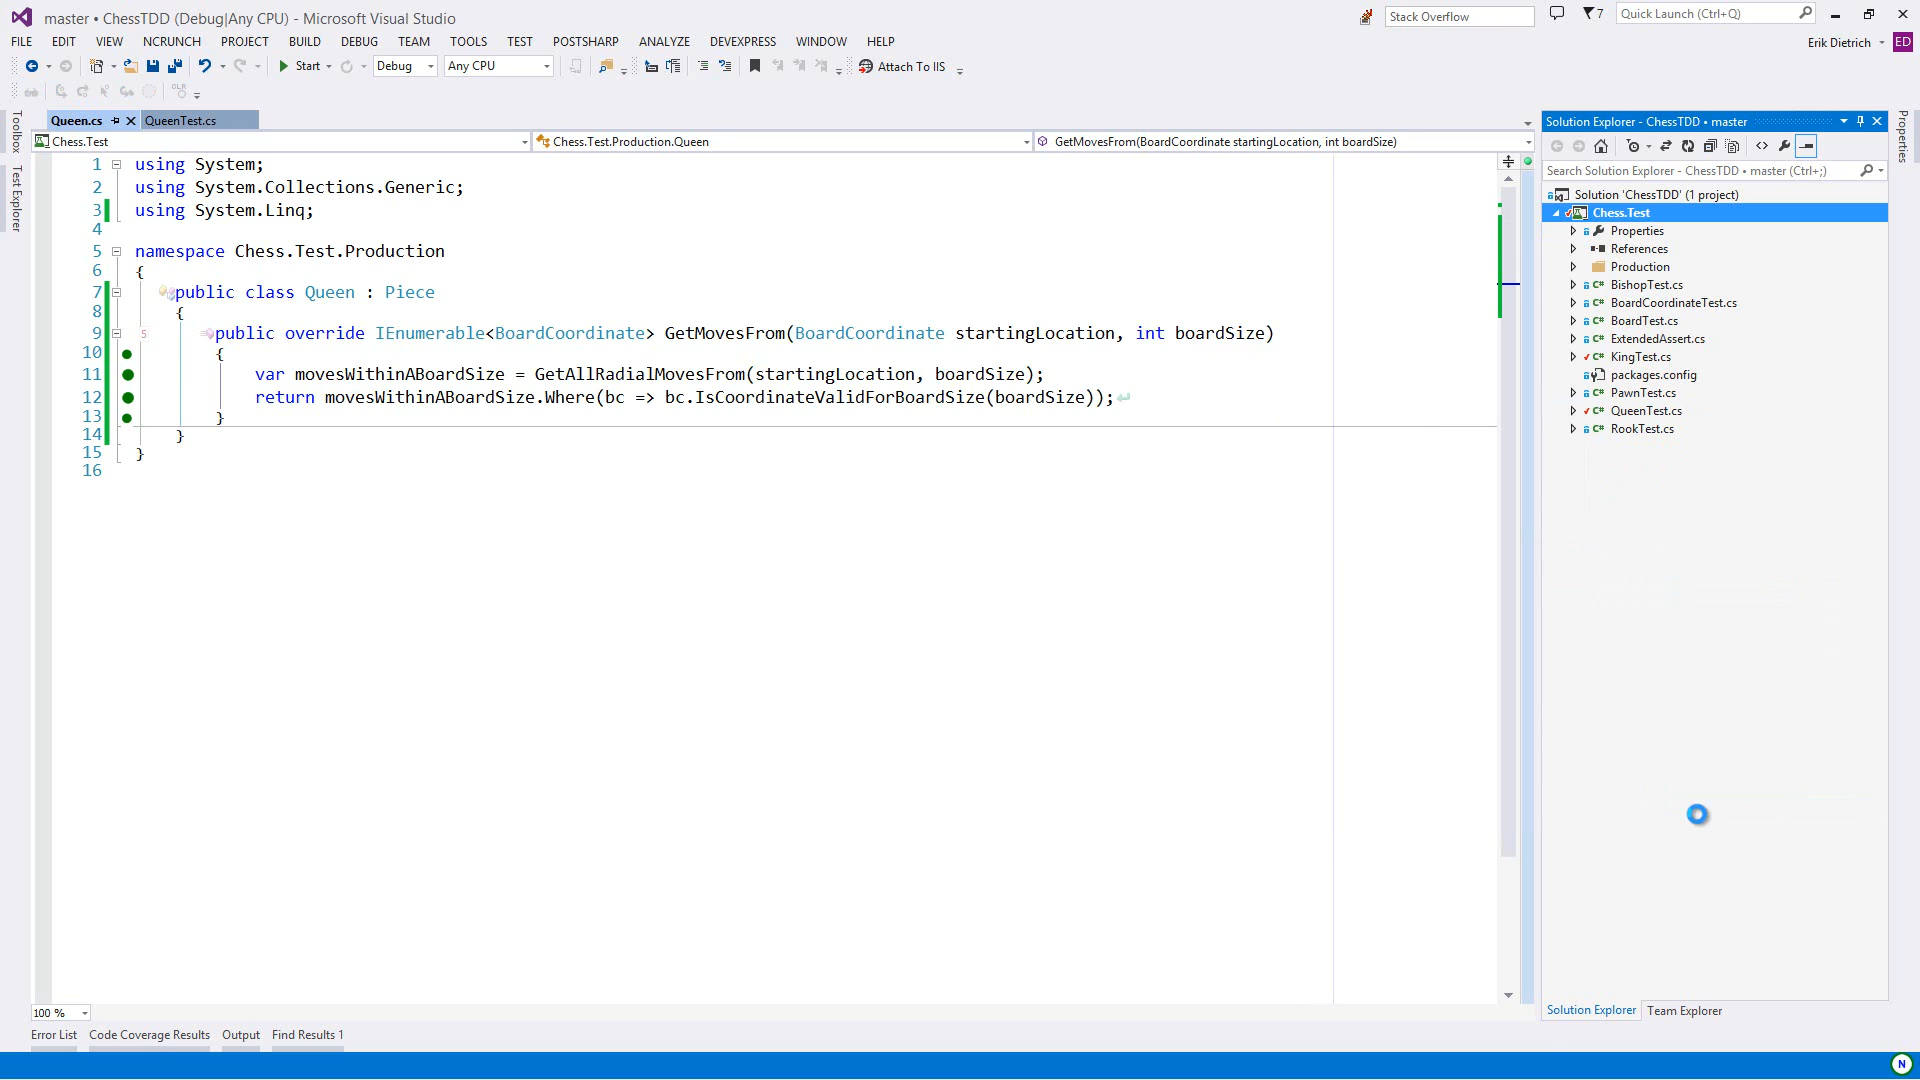 master • ChessTDD (Debug|Any CPU) - Microsoft Visual Studio
Stack Overflow
7
Quick Launch (Ctrl+Q)
FILE EDIT VIEW NCRUNCH PROJECT BUILD DEBUG TEAM TOOLS TEST POSTSHARP ANALYZE DEVEXPRESS WINDOW HELP
Erik Dietrich
ED
Start
Debug
Any CPU
Attach To IIS
Toolbox
Test Explorer
Queen.cs
QueenTest.cs
Chess.Test
Chess.Test.Production.Queen
GetMovesFrom(BoardCoordinate startingLocation, int boardSize)
1 using System;
2 using System.Collections.Generic;
3 using System.Linq;
4
5 namespace Chess.Test.Production
6 {
7 public class Queen : Piece
8 {
9 5 public override IEnumerable<BoardCoordinate> GetMovesFrom(BoardCoordinate startingLocation, int boardSize)
10 {
11 var movesWithinABoardSize = GetAllRadialMovesFrom(startingLocation, boardSize);
12 return movesWithinABoardSize.Where(bc => bc.IsCoordinateValidForBoardSize(boardSize));
13 }
14 }
15 }
16
100 %
Error List Code Coverage Results Output Find Results 1
Solution Explorer - ChessTDD • master
Search Solution Explorer - ChessTDD • master (Ctrl+;)
Solution 'ChessTDD' (1 project)
Chess.Test
Properties
References
Production
C# BishopTest.cs
C# BoardCoordinateTest.cs
C# BoardTest.cs
C# ExtendedAssert.cs
C# KingTest.cs
packages.config
C# PawnTest.cs
C# QueenTest.cs
C# RookTest.cs
Solution Explorer Team Explorer
Properties
N